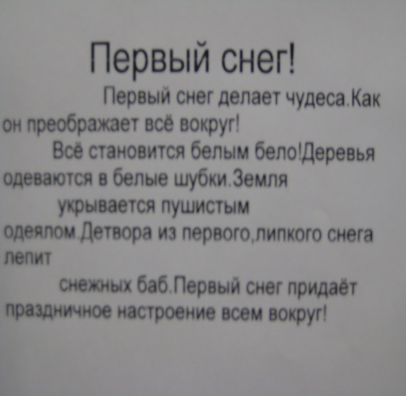 Первый снег!
Первый снег делает чудеса.Как
он преображает всё вокруг!
Всё становится белым бело!Деревья
одеваются в белые шубки.Земля
укрывается пушистым
одеялом.Детвора из первого,липкого снега
лепит
снежных баб.Первый снег придаёт
праздничное настроение всем вокруг!